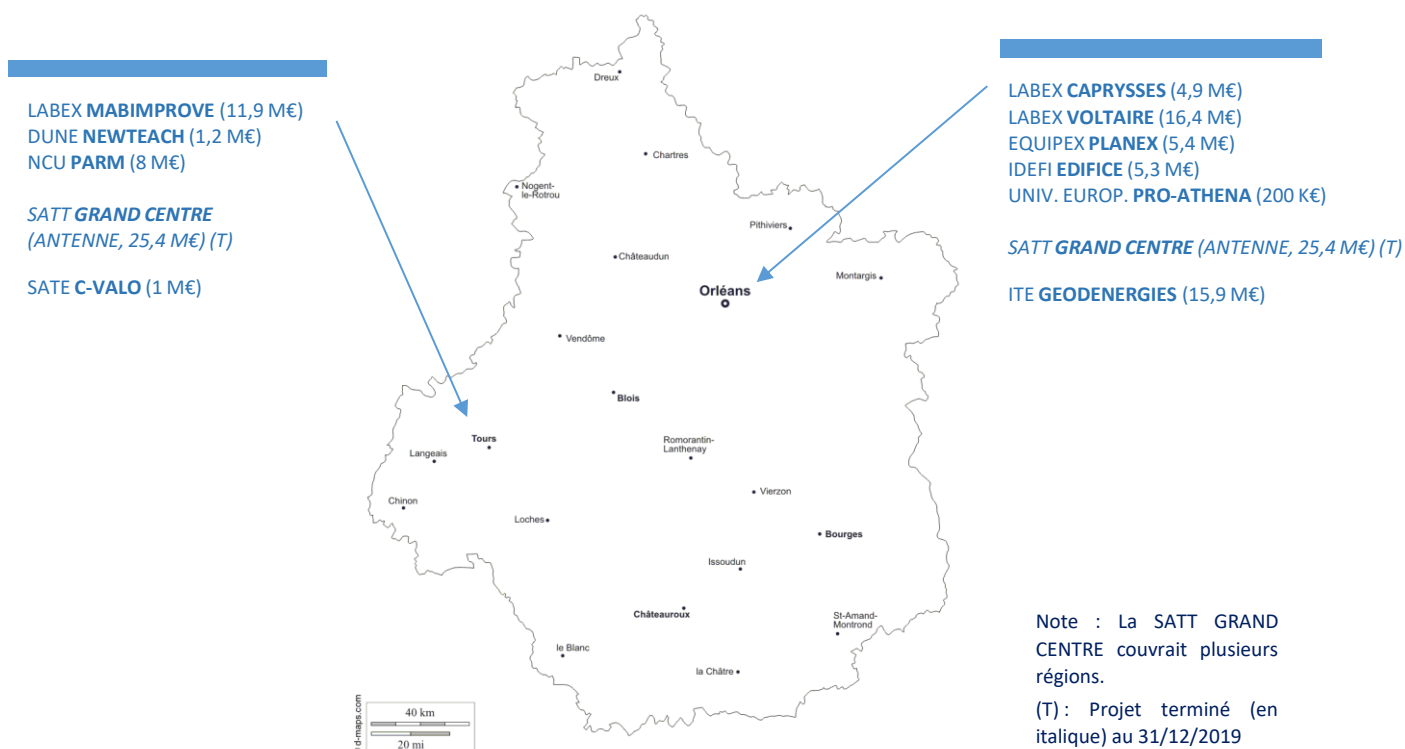 LABEX MABIMPROVE (11,9 M€)
DUNE NEWTEACH (1,2 M€)
NCU PARM (8 M€)
SATT GRAND CENTRE
(ANTENNE, 25,4 M€) (T)
SATE C-VALO (1 M€)
LABEX CAPRYSSES (4,9 M€)
LABEX VOLTAIRE (16,4 M€)
EQUIPEX PLANEX (5,4 M€)
IDEFI EDIFICE (5,3 M€)
UNIV. EUROP. PRO-ATHENA (200 K€)
SATT GRAND CENTRE (ANTENNE, 25,4 M€) (T)
ITE GEODENERGIES (15,9 M€)
Dreux
Chartres
Nogent-
le-Rotrou
Pithiviers
Châteaudun
Montargis
Orléans
Vendôme
Blois
Tours
Romorantin-
Lanthenay
Langeais
Vierzon
Chinon
Loches
Bourges
Issoudun
Châteauroux
St-Amand-
Montrond
le Blanc
la Châtre
d-maps.com
40 km
20 mi
Note : La SATT GRAND
CENTRE couvrait plusieurs
régions.
(T) : Projet terminé (en
italique) au 31/12/2019